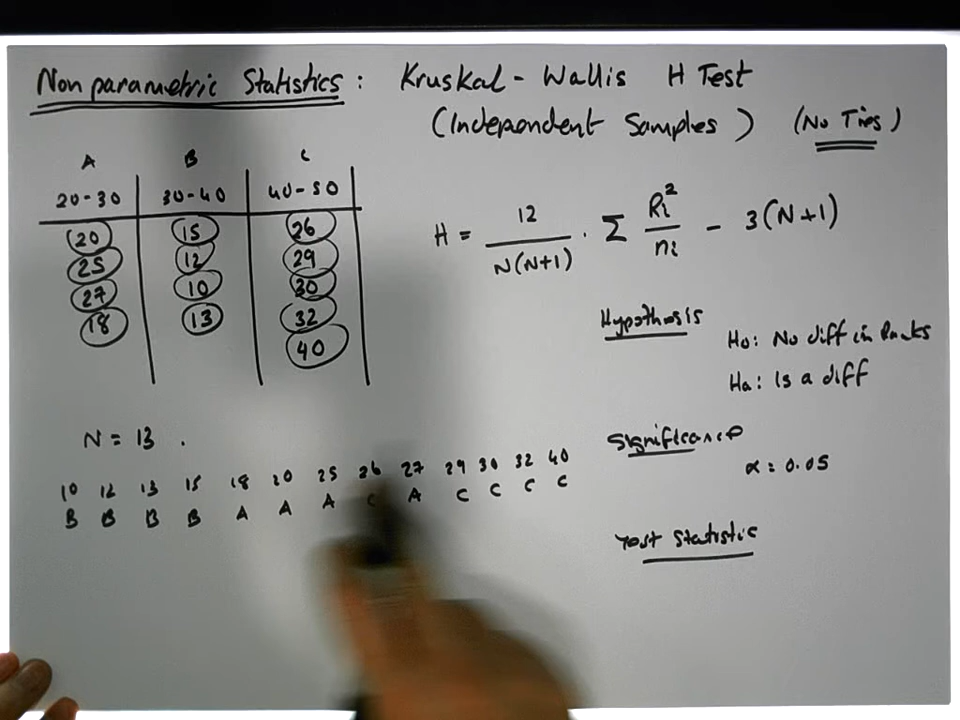 Non parametric Statistics : Kruskal - Wallis H Test
(Independent Samples) (No Ties)
A B C
20-30 30-40 40-50
20 15 26
25 12 29
27 10 30
18 13 32
40
H = 12 / N(N+1) · Σ Ri² / ni - 3(N+1)
Hypothesis
Ho: No diff in Ranks
Ha: Is a diff
N = 13 .
Significance
α = 0.05
10 12 13 15 18 20 25 26 27 29 30 32 40
B B B B A A A C A C C C C
Test Statistic